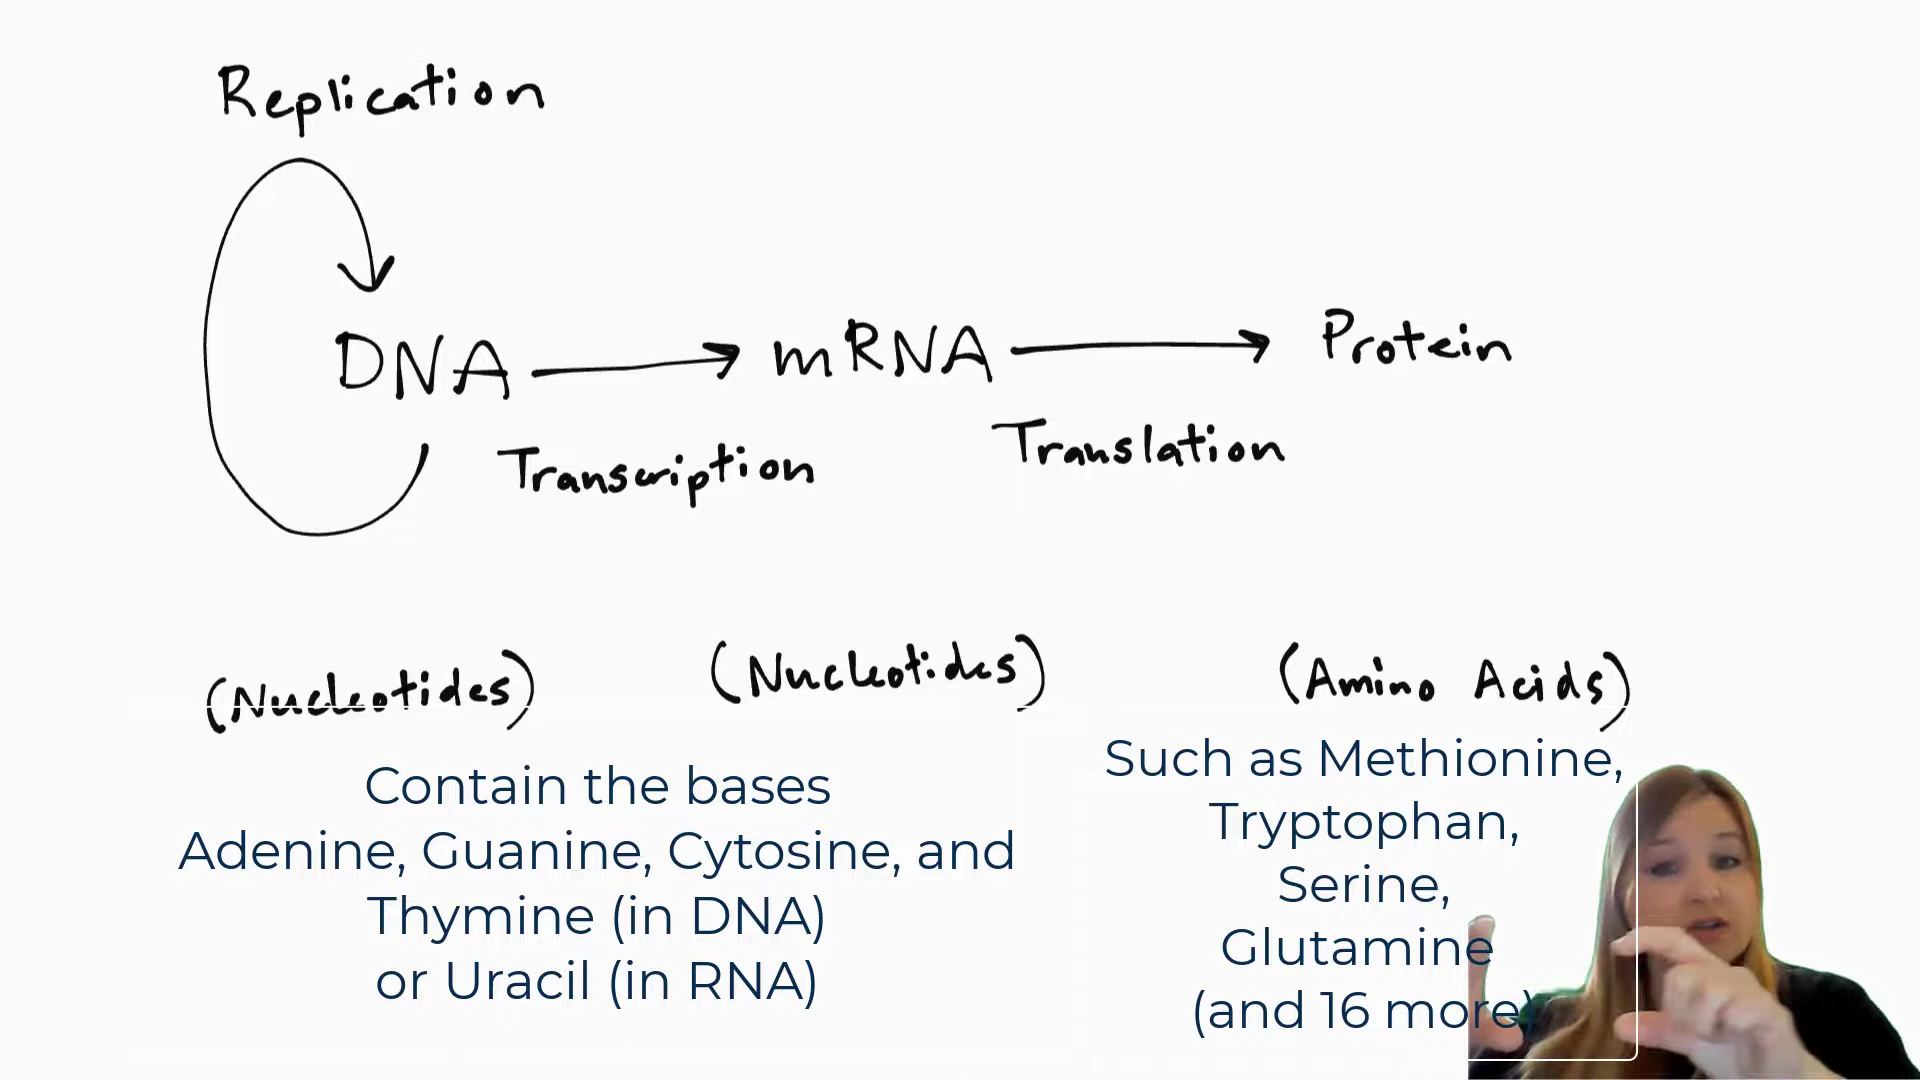 Replication
DNA → mRNA → Protein
Transcription
Translation
(Nucleotides) (Nucleotides) (Amino Acids)
Contain the bases
Adenine, Guanine, Cytosine, and
Thymine (in DNA)
or Uracil (in RNA)
Such as Methionine,
Tryptophan,
Serine,
Glutamine
(and 16 more)